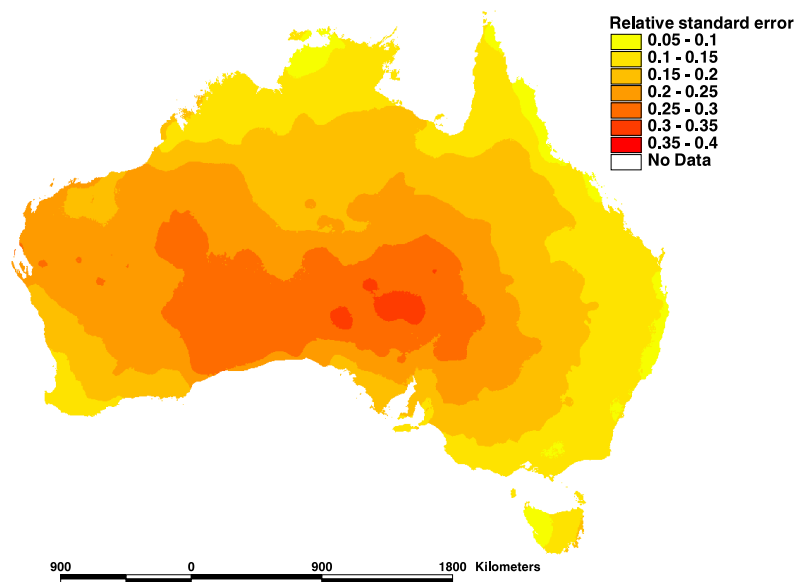 Relative standard error
0.05 - 0.1
0.1 - 0.15
0.15 - 0.2
0.2 - 0.25
0.25 - 0.3
0.3 - 0.35
0.35 - 0.4
No Data
900 0 900 1800 Kilometers